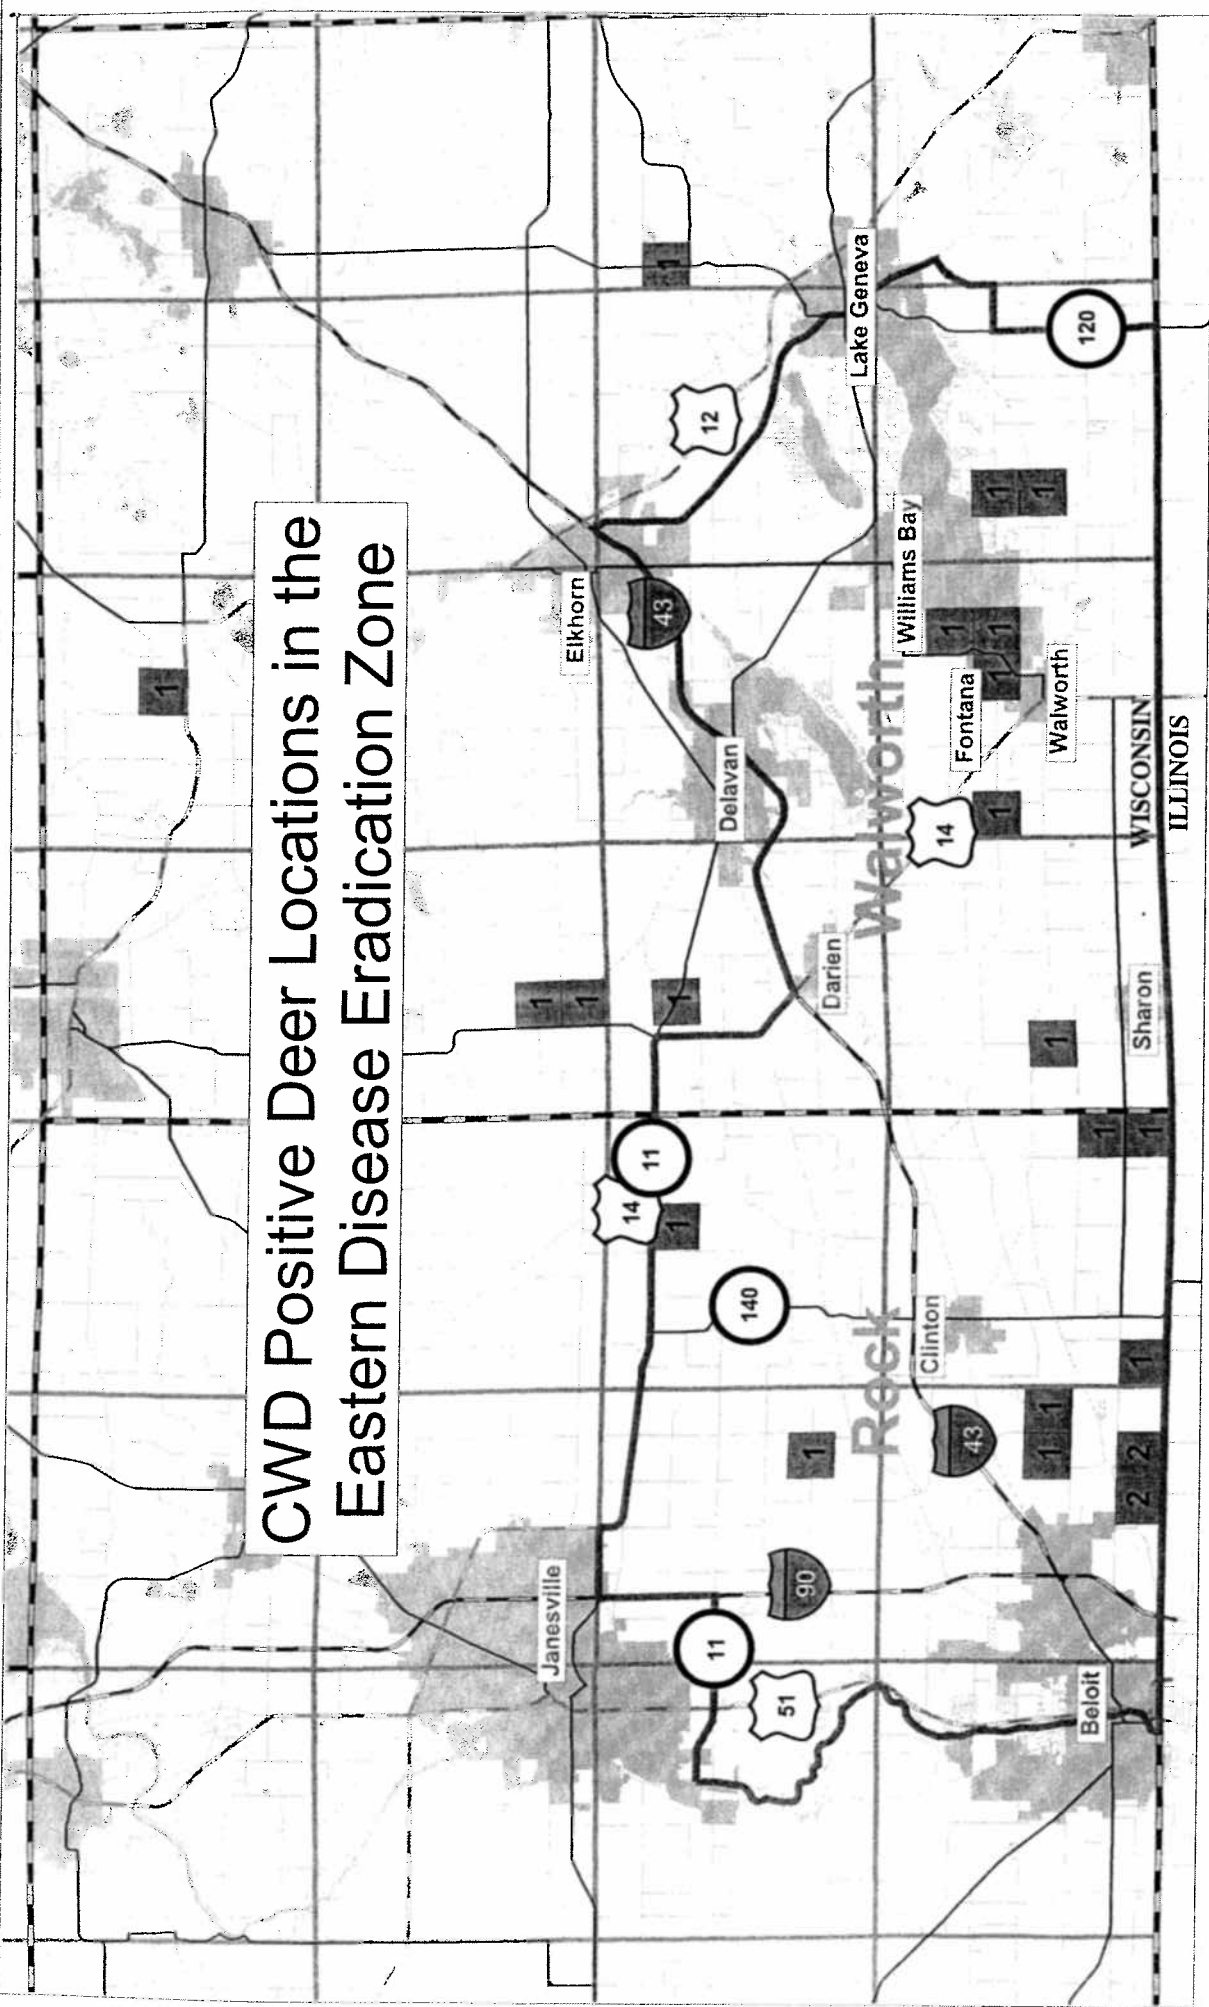 CWD Positive Deer Locations in the
Eastern Disease Eradication Zone
1
1
1
Janesville
Elkhorn
14
11
43
1
1
1
11
12
Delavan
140
51
90
1
Darien
Lake Geneva
Rock
Walworth
Williams Bay
Clinton
14
1
Fontana
43
1
1
1
1
1
1
1
1
Walworth
120
Beloit
1
2
2
1
1
Sharon
WISCONSIN
ILLINOIS